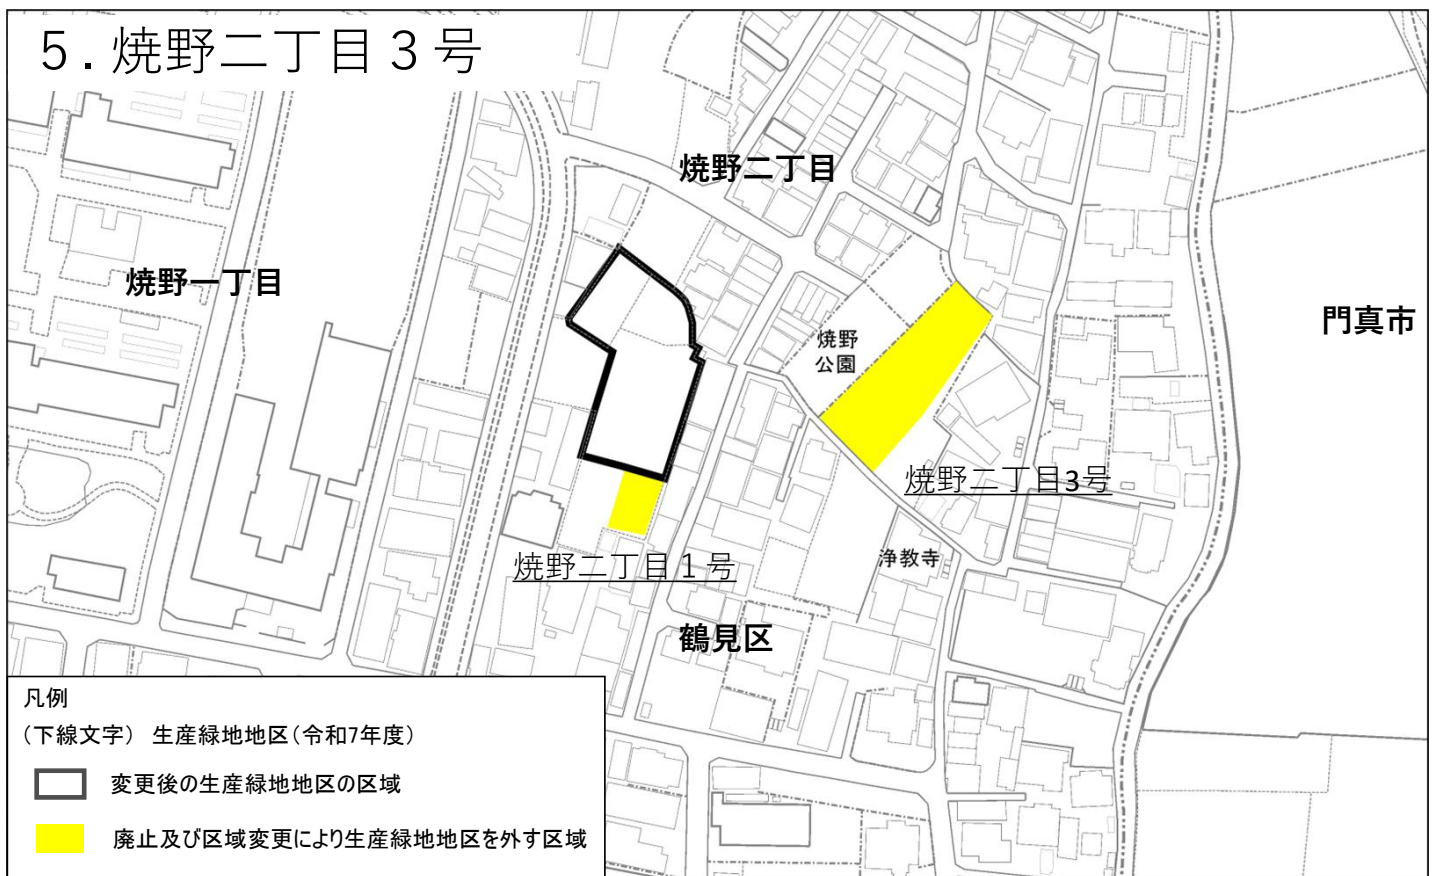 ５．焼野二丁目３号
焼野二丁目
焼野一丁目
門真市
焼野
公園
焼野二丁目3号
浄教寺
焼野二丁目１号
鶴見区
凡例
（下線文字） 生産緑地地区（令和7年度）
変更後の生産緑地地区の区域
廃止及び区域変更により生産緑地地区を外す区域